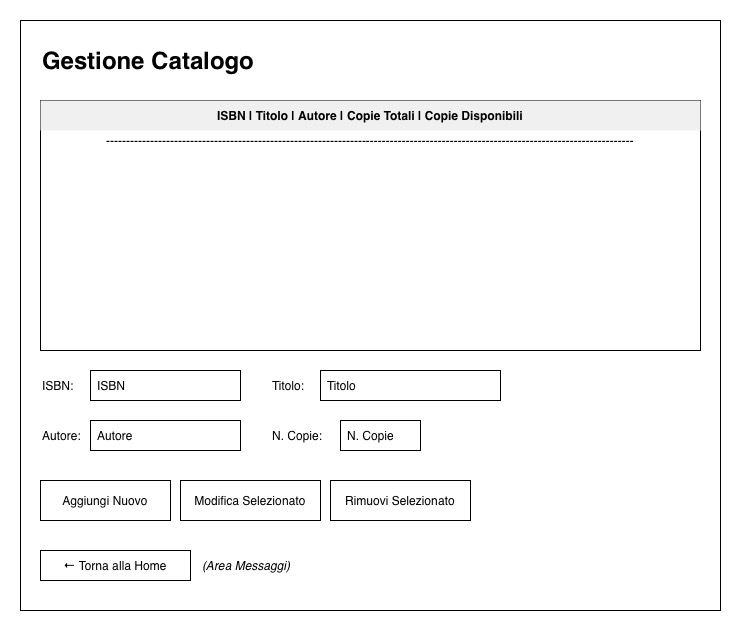 Gestione Catalogo
ISBN | Titolo | Autore | Copie Totali | Copie Disponibili
------------------------------------------------------------------------------------------------------------------------------------
ISBN: ISBN Titolo: Titolo
Autore: Autore N. Copie: N. Copie
Aggiungi Nuovo Modifica Selezionato Rimuovi Selezionato
← Torna alla Home (Area Messaggi)